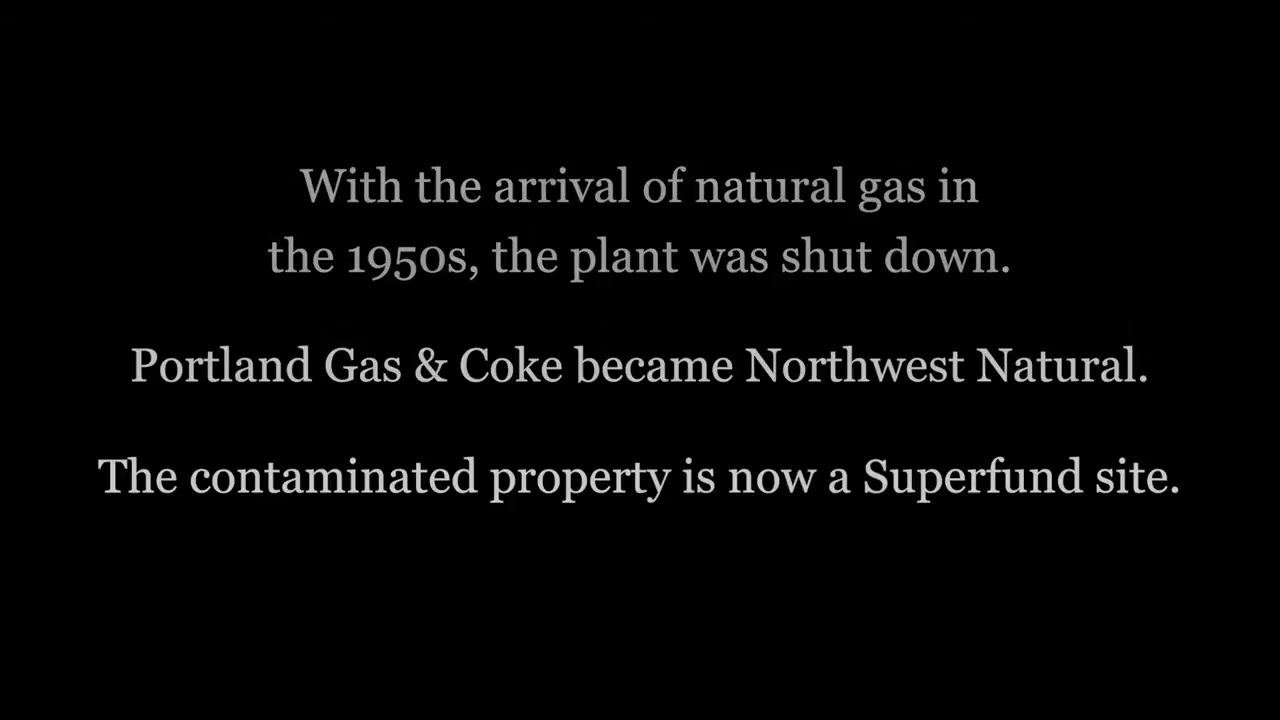 With the arrival of natural gas in
the 1950s, the plant was shut down.
Portland Gas & Coke became Northwest Natural.
The contaminated property is now a Superfund site.